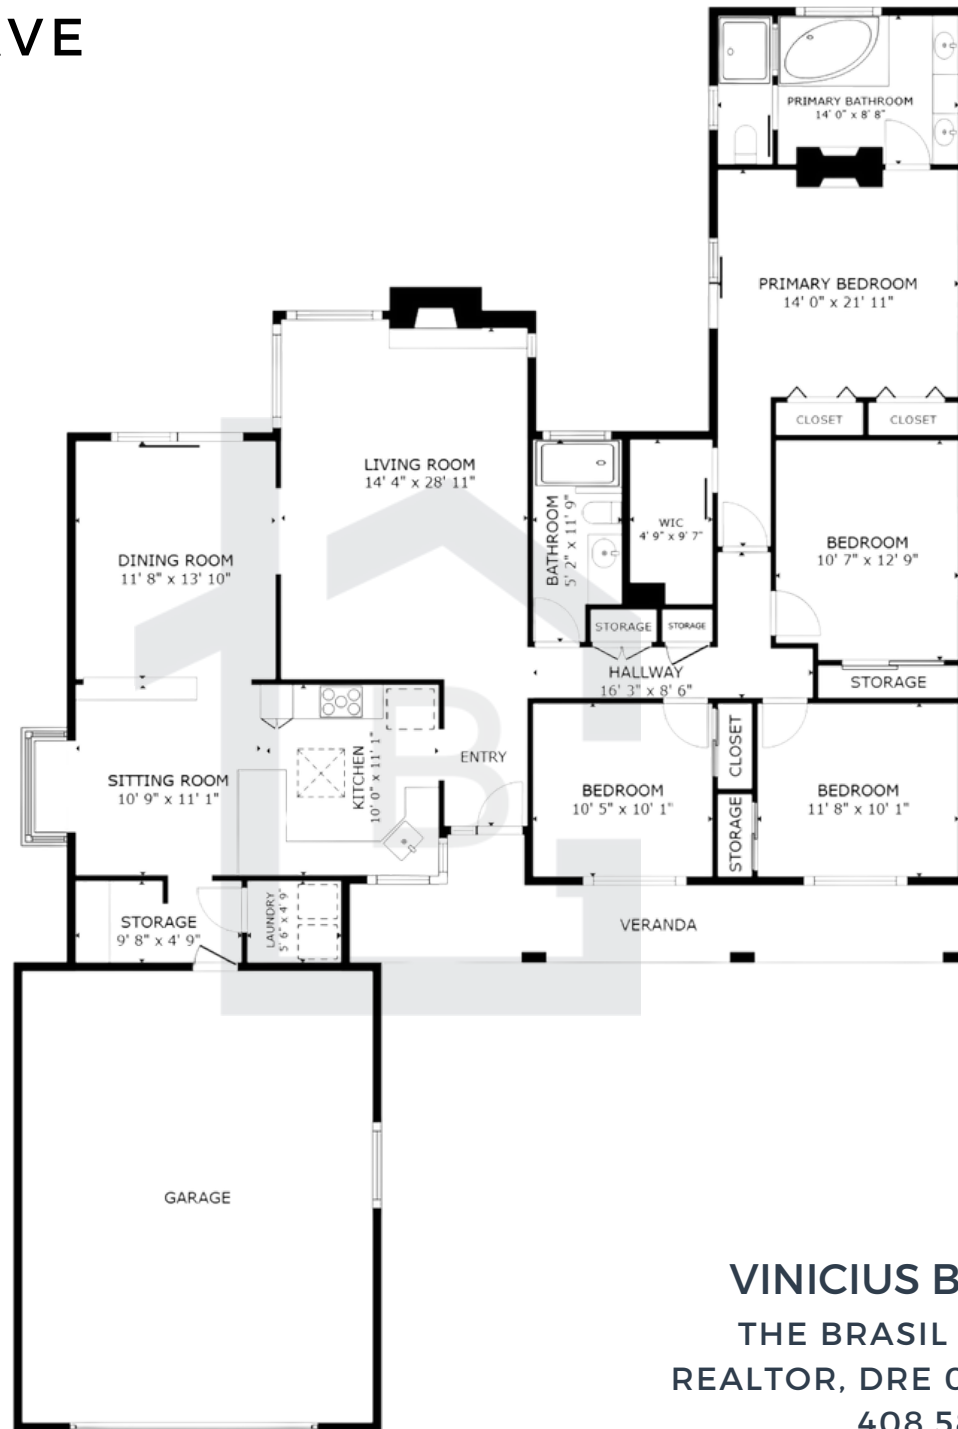 AVE
PRIMARY BATHROOM
14' 0" x 8' 8"
PRIMARY BEDROOM
14' 0" x 21' 11"
CLOSET
CLOSET
LIVING ROOM
14' 4" x 28' 11"
BATHROOM
5' 2" x 11' 9"
WIC
4' 9" x 9' 7"
BEDROOM
10' 7" x 12' 9"
DINING ROOM
11' 8" x 13' 10"
STORAGE
STORAGE
HALLWAY
16' 3" x 8' 6"
STORAGE
KITCHEN
10' 0" x 11' 1"
B
ENTRY
SITTING ROOM
10' 9" x 11' 1"
BEDROOM
10' 5" x 10' 1"
CLOSET
STORAGE
BEDROOM
11' 8" x 10' 1"
STORAGE
9' 8" x 4' 9"
LAUNDRY
5' 6" x 4' 9"
VERANDA
GARAGE
VINICIUS B
THE BRASIL
REALTOR, DRE 0
408 58